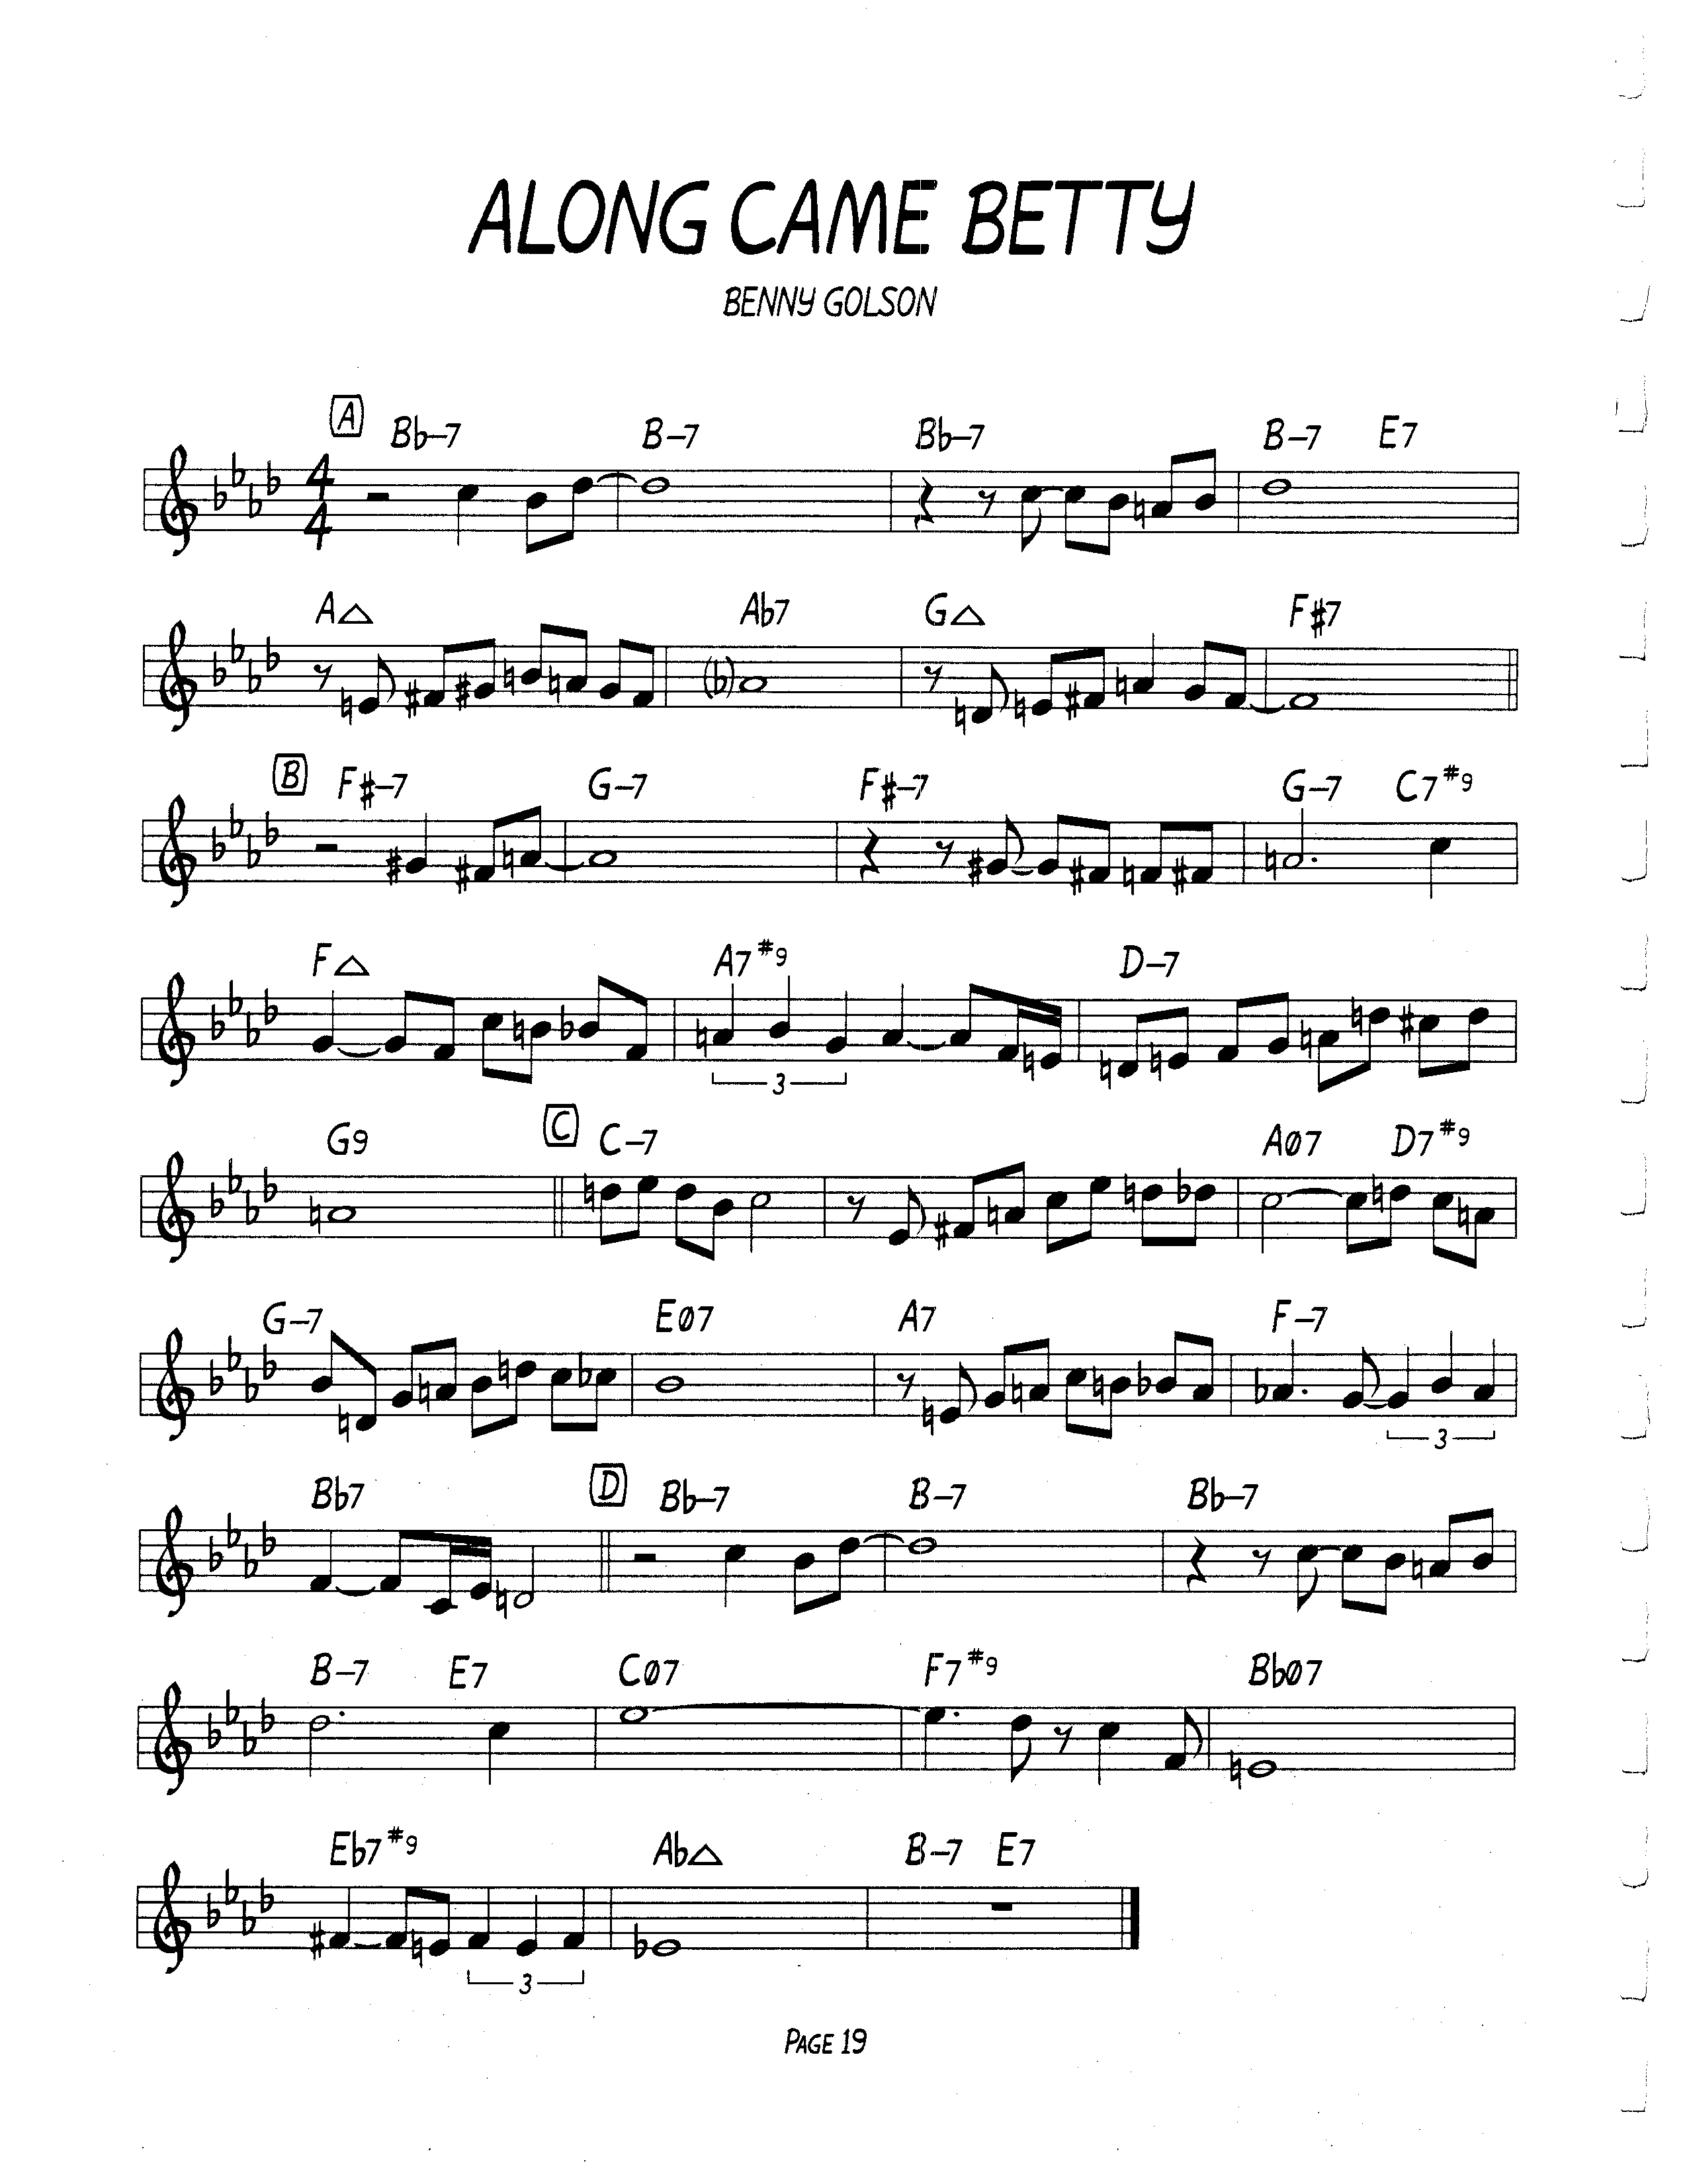 ALONG CAME BETTY
BENNY GOLSON
A Bb-7 B-7 Bb-7 B-7 E7
4
4
A△ Ab7 G△ F#7
(b)
B F#-7 G-7 F#-7 G-7 C7#9
F△ A7#9 D-7
3
G9 C C-7 Aø7 D7#9
G-7 Eø7 A7 F-7
3
Bb7 D Bb-7 B-7 Bb-7
B-7 E7 Cø7 F7#9 Bbø7
Eb7#9 Ab△ B-7 E7
3
PAGE 19